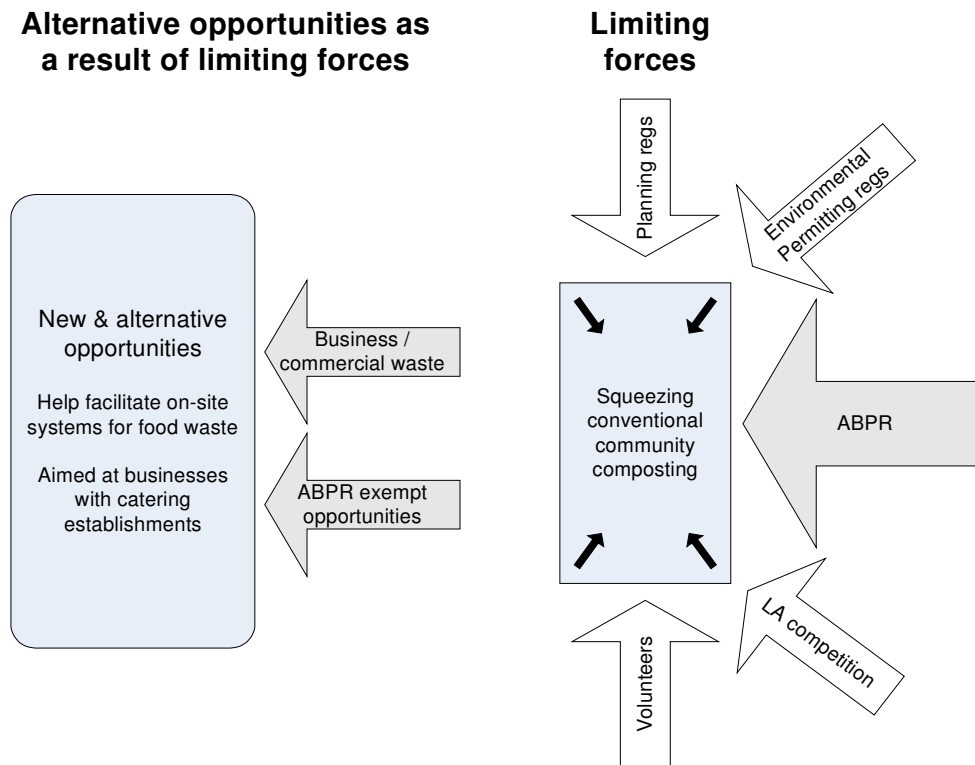 Alternative opportunities as
a result of limiting forces
Limiting
forces
New & alternative
opportunities
Help facilitate on-site
systems for food waste
Aimed at businesses
with catering
establishments
Business /
commercial waste
ABPR exempt
opportunities
Planning regs
Environmental
Permitting regs
Squeezing
conventional
community
composting
ABPR
LA competition
Volunteers